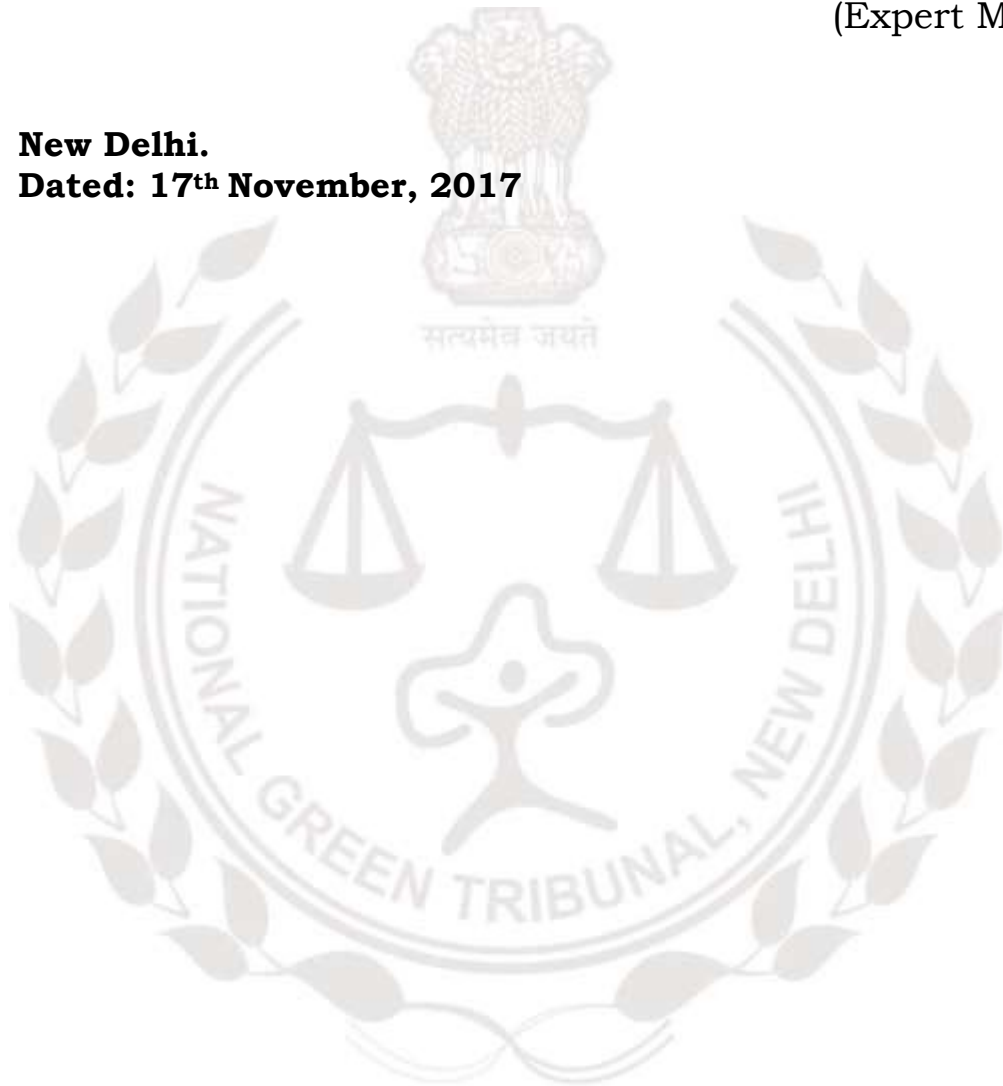 (Expert M
New Delhi.
Dated: 17th November, 2017
सत्यमेव जयते
NATIONAL GREEN TRIBUNAL, NEW DELHI